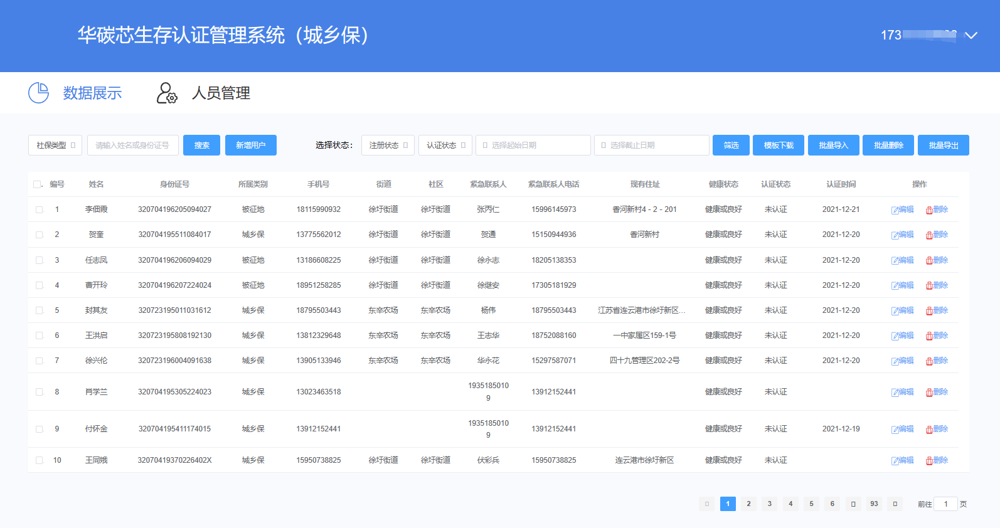 华碳芯生存认证管理系统（城乡保）
173
数据展示 人员管理
社保类型 请输入姓名或身份证号 搜索 新增用户 选择状态： 注册状态 认证状态 选择起始日期 选择截止日期 筛选 模板下载 批量导入 批量删除 批量导出
编号 姓名 身份证号 所属类别 手机号 街道 社区 紧急联系人 紧急联系人电话 现有住址 健康状态 认证状态 认证时间 操作
1 李佃霞 320704196205094027 被征地 18115990932 徐圩街道 徐圩街道 张丙仁 15996145973 香河新村4 - 2 - 201 健康或良好 未认证 2021-12-21 编辑 删除
2 贺奎 320704195511084017 城乡保 13775562012 徐圩街道 徐圩街道 贺通 15150944936 香河新村 健康或良好 未认证 2021-12-20 编辑 删除
3 任志凤 320704196206094029 被征地 13186608225 徐圩街道 徐圩街道 徐永志 18205138353 健康或良好 未认证 2021-12-20 编辑 删除
4 曹开玲 320704196207224024 被征地 18951258285 徐圩街道 徐圩街道 徐继安 17305181929 健康或良好 未认证 2021-12-20 编辑 删除
5 封其友 320723195011031612 城乡保 18795503443 东辛农场 东辛农场 杨伟 18795503443 江苏省连云港市徐圩新区... 健康或良好 未认证 2021-12-20 编辑 删除
6 王洪启 320723195808192130 城乡保 13812329648 东辛农场 东辛农场 王志华 18752088160 一中家属区159-1号 健康或良好 未认证 2021-12-20 编辑 删除
7 徐兴伦 320723196004091638 城乡保 13905133946 东辛农场 东辛农场 华永花 15297587071 四十九管理区202-2号 健康或良好 未认证 2021-12-20 编辑 删除
8 肖学兰 320704195305224023 城乡保 13023463518 1935185010 13912152441 健康或良好 未认证 编辑 删除
9
9 付怀金 320704195411174015 城乡保 13912152441 1935185010 13912152441 健康或良好 未认证 2021-12-19 编辑 删除
9
10 王同娥 32070419370226402X 城乡保 15950738825 徐圩街道 徐圩街道 伏彩兵 15950738825 连云港市徐圩新区 健康或良好 未认证 编辑 删除
1 2 3 4 5 6 93 前往 1 页